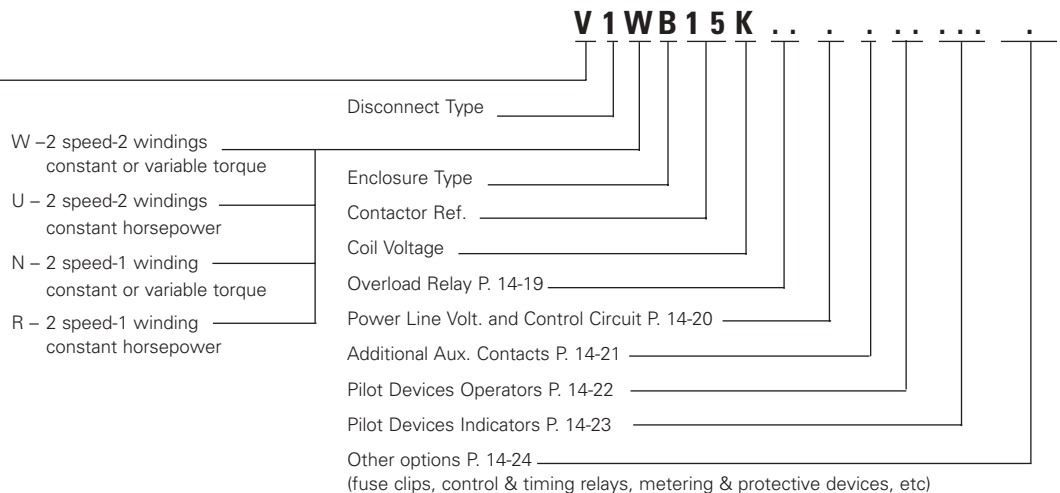 V 1 W B 1 5 K . . . . . . . . . .
Disconnect Type
W –2 speed-2 windings
constant or variable torque
U – 2 speed-2 windings
constant horsepower
N – 2 speed-1 winding
constant or variable torque
R – 2 speed-1 winding
constant horsepower
Enclosure Type
Contactor Ref.
Coil Voltage
Overload Relay P. 14-19
Power Line Volt. and Control Circuit P. 14-20
Additional Aux. Contacts P. 14-21
Pilot Devices Operators P. 14-22
Pilot Devices Indicators P. 14-23
Other options P. 14-24
(fuse clips, control & timing relays, metering & protective devices, etc)